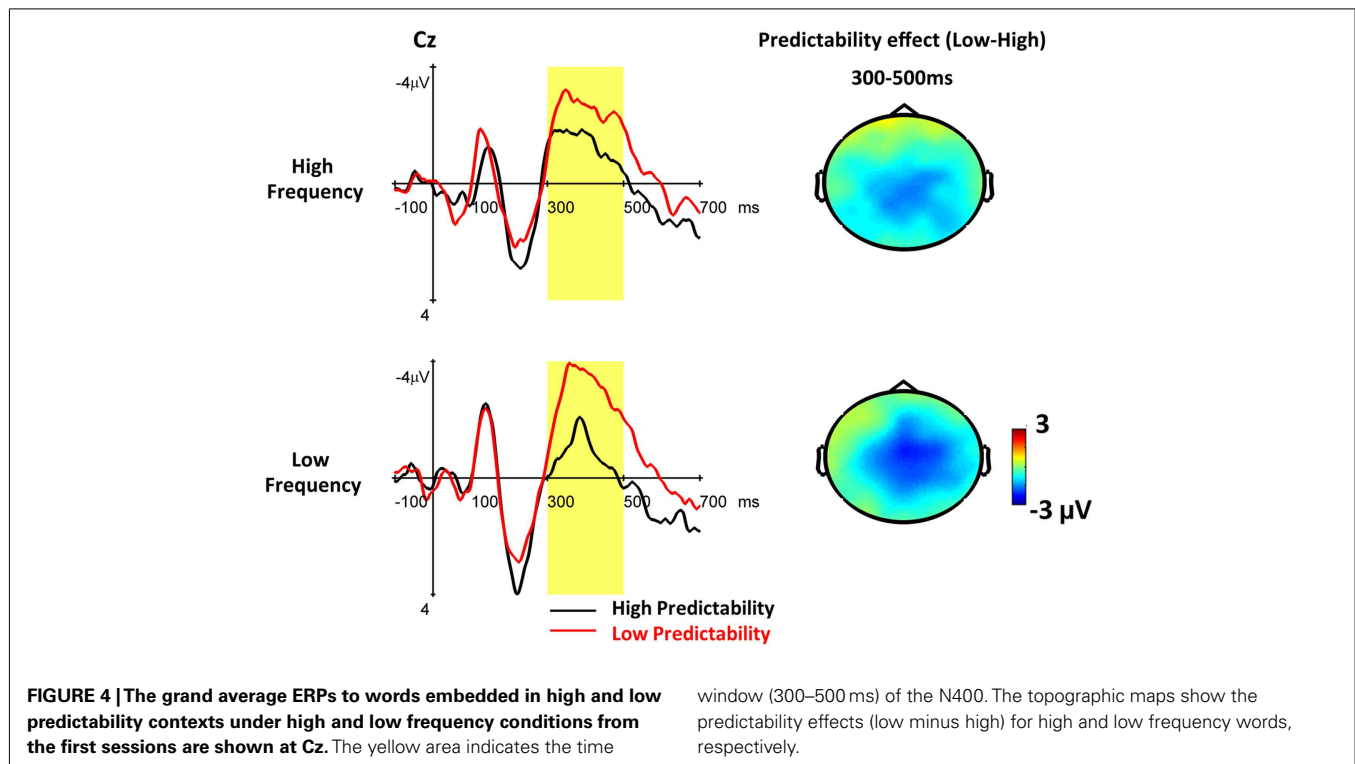 Cz
Predictability effect (Low-High)
300-500ms
-4µV
High
Frequency
-100 100 300 500 700 ms
4
-4µV
Low
Frequency
-100 100 300 500 700 ms
4
3
-3 µV
High Predictability
Low Predictability
FIGURE 4 | The grand average ERPs to words embedded in high and low
predictability contexts under high and low frequency conditions from
the first sessions are shown at Cz. The yellow area indicates the time
window (300–500 ms) of the N400. The topographic maps show the
predictability effects (low minus high) for high and low frequency words,
respectively.